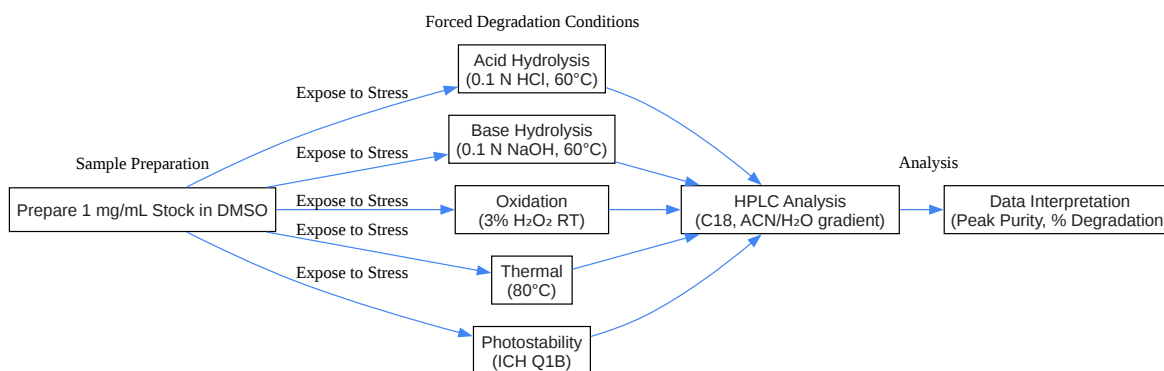 Forced Degradation Conditions
Acid Hydrolysis
(0.1 N HCl, 60°C)
Expose to Stress
Base Hydrolysis
(0.1 N NaOH, 60°C)
Expose to Stress
Sample Preparation
Analysis
Prepare 1 mg/mL Stock in DMSO
Expose to Stress
Oxidation
(3% H₂O₂ RT)
HPLC Analysis
(C18, ACN/H₂O gradient)
Data Interpretation
(Peak Purity, % Degradation
Expose to Stress
Thermal
(80°C)
Expose to Stress
Photostability
(ICH Q1B)